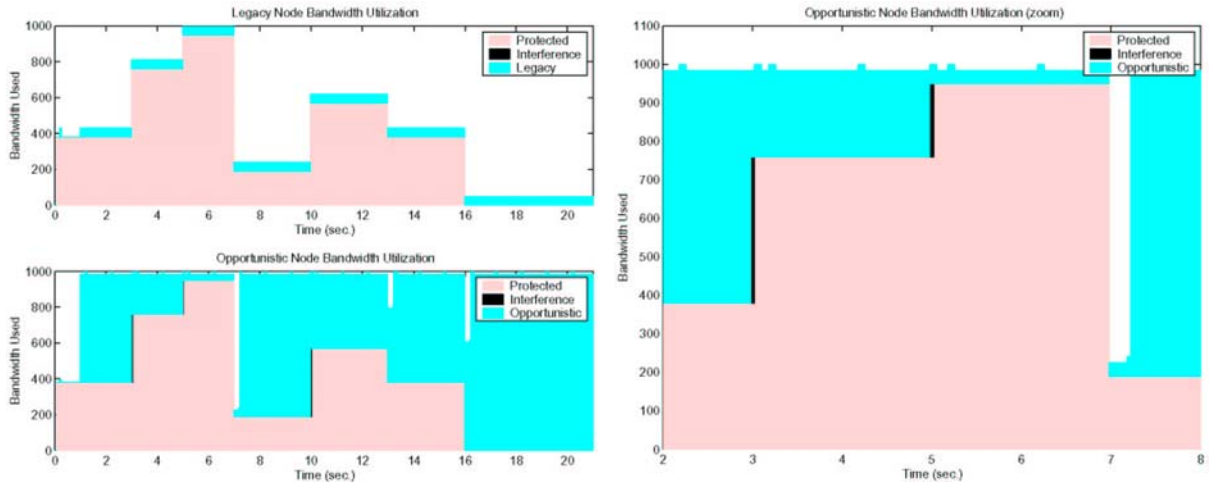 Legacy Node Bandwidth Utilization
1000
800
600
400
200
0
Bandwidth Used
Protected
Interference
Legacy
0 2 4 6 8 10 12 14 16 18 20
Time (sec.)
Opportunistic Node Bandwidth Utilization
1000
800
600
400
200
0
Bandwidth Used
Protected
Interference
Opportunistic
0 2 4 6 8 10 12 14 16 18 20
Time (sec.)
Opportunistic Node Bandwidth Utilization (zoom)
1100
1000
900
800
700
600
500
400
300
200
100
0
Bandwidth Used
Protected
Interference
Opportunistic
2 3 4 5 6 7 8
Time (sec.)